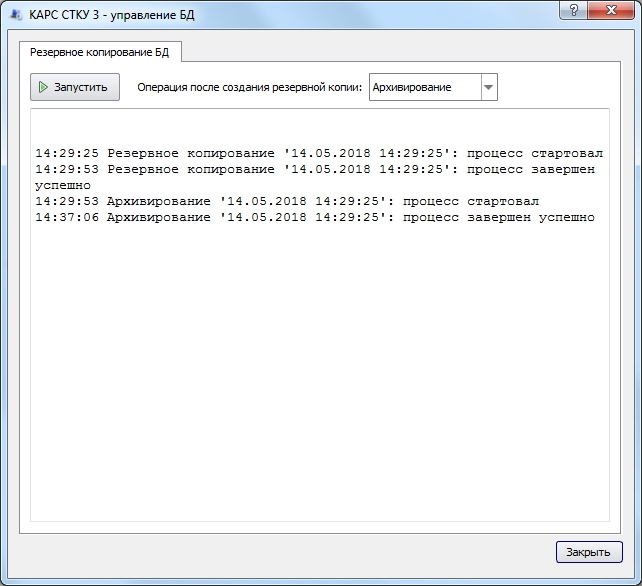 КАРС СТКУ 3 - управление БД
Резервное копирование БД
Запустить Операция после создания резервной копии: Архивирование
14:29:25 Резервное копирование '14.05.2018 14:29:25': процесс стартовал
14:29:53 Резервное копирование '14.05.2018 14:29:25': процесс завершен
успешно
14:29:53 Архивирование '14.05.2018 14:29:25': процесс стартовал
14:37:06 Архивирование '14.05.2018 14:29:25': процесс завершен успешно
Закрыть